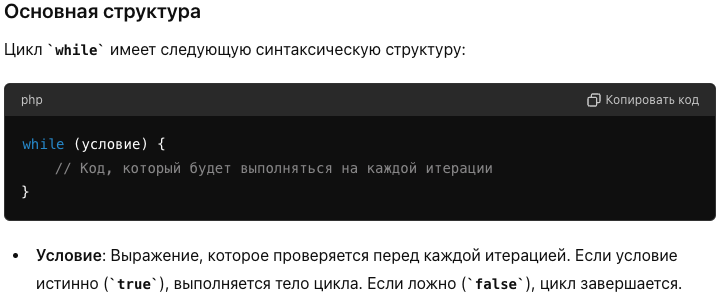 Основная структура
Цикл `while` имеет следующую синтаксическую структуру:
php
Копировать код
while (условие) {
    // Код, который будет выполняться на каждой итерации
}
• Условие: Выражение, которое проверяется перед каждой итерацией. Если условие
истинно (`true`), выполняется тело цикла. Если ложно (`false`), цикл завершается.